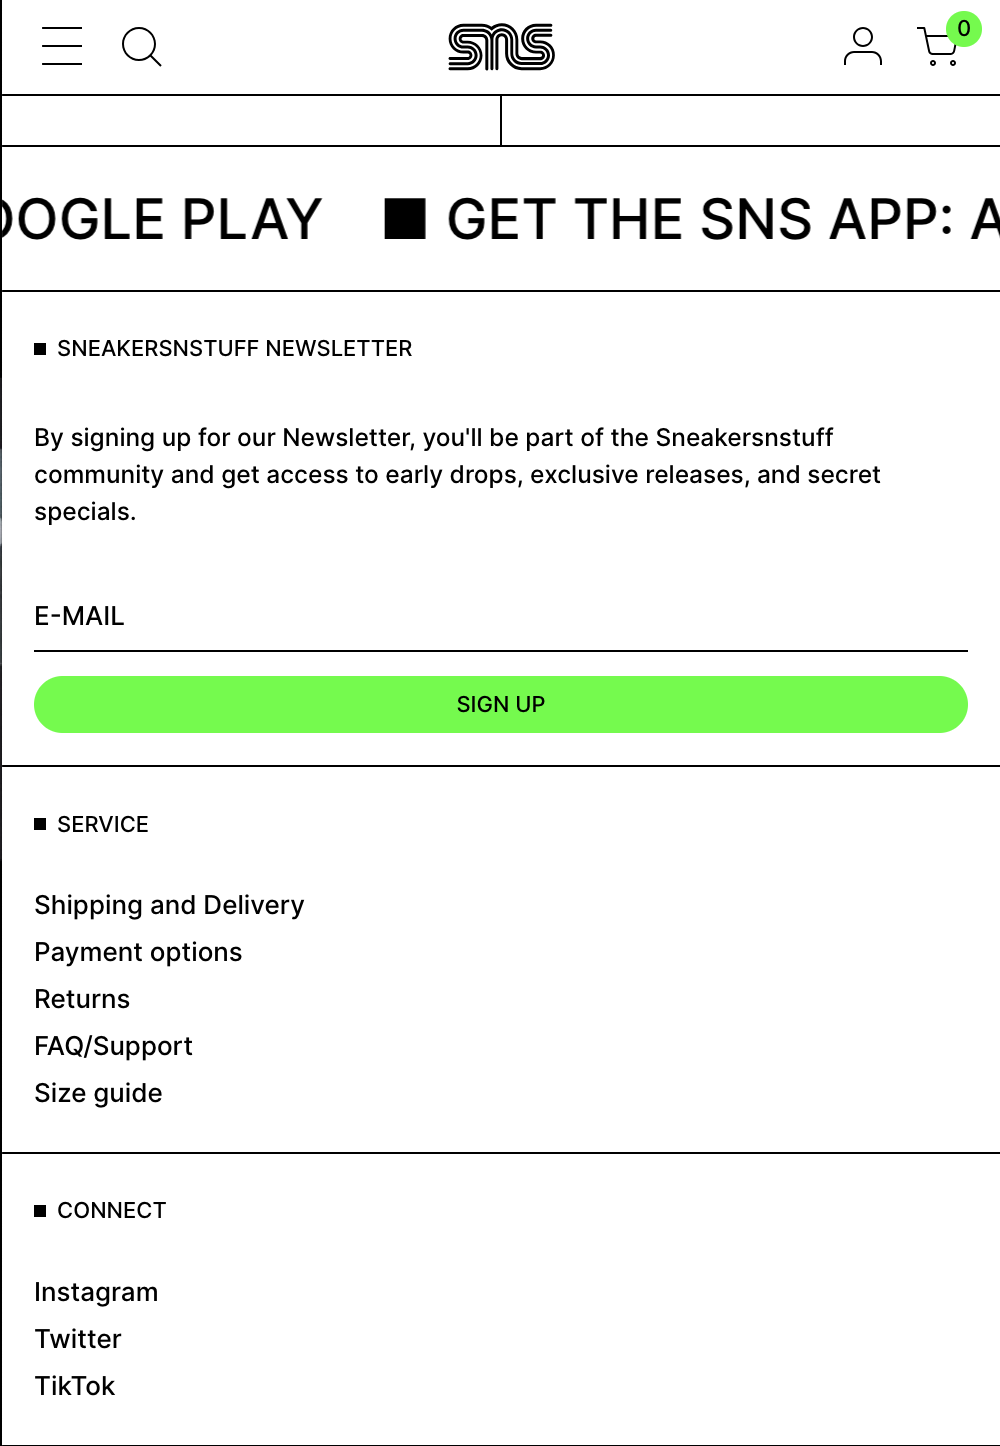 sns
0
OGLE PLAY ■ GET THE SNS APP:
SNEAKERSNSTUFF NEWSLETTER
By signing up for our Newsletter, you'll be part of the Sneakersnstuff
community and get access to early drops, exclusive releases, and secret
specials.
E-MAIL
SIGN UP
SERVICE
Shipping and Delivery
Payment options
Returns
FAQ/Support
Size guide
CONNECT
Instagram
Twitter
TikTok